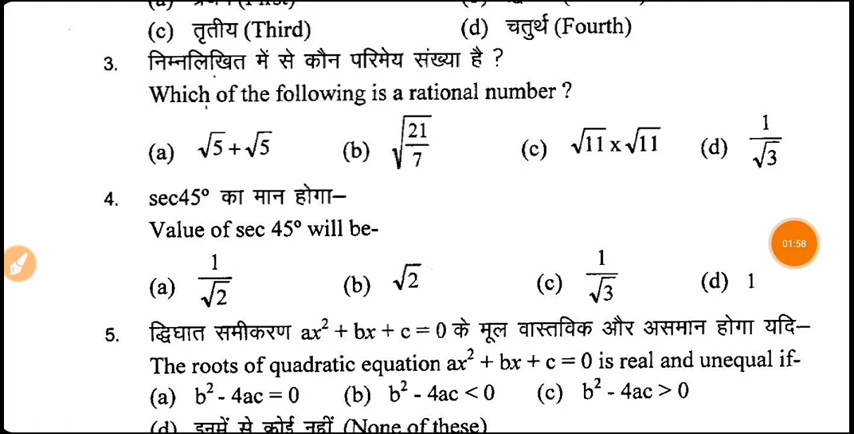 (c) तृतीय (Third) (d) चतुर्थ (Fourth)
3. निम्नलिखित में से कौन परिमेय संख्या है ?
Which of the following is a rational number ?
(a) √5+√5 (b) √(21/7) (c) √11 x √11 (d) 1/√3
4. sec45° का मान होगा–
Value of sec 45° will be-
(a) 1/√2 (b) √2 (c) 1/√3 (d) 1
01:58
5. द्विघात समीकरण ax² + bx + c = 0 के मूल वास्तविक और असमान होगा यदि–
The roots of quadratic equation ax² + bx + c = 0 is real and unequal if-
(a) b² - 4ac = 0 (b) b² - 4ac < 0 (c) b² - 4ac > 0
(d) इनमें से कोई नहीं (None of these)